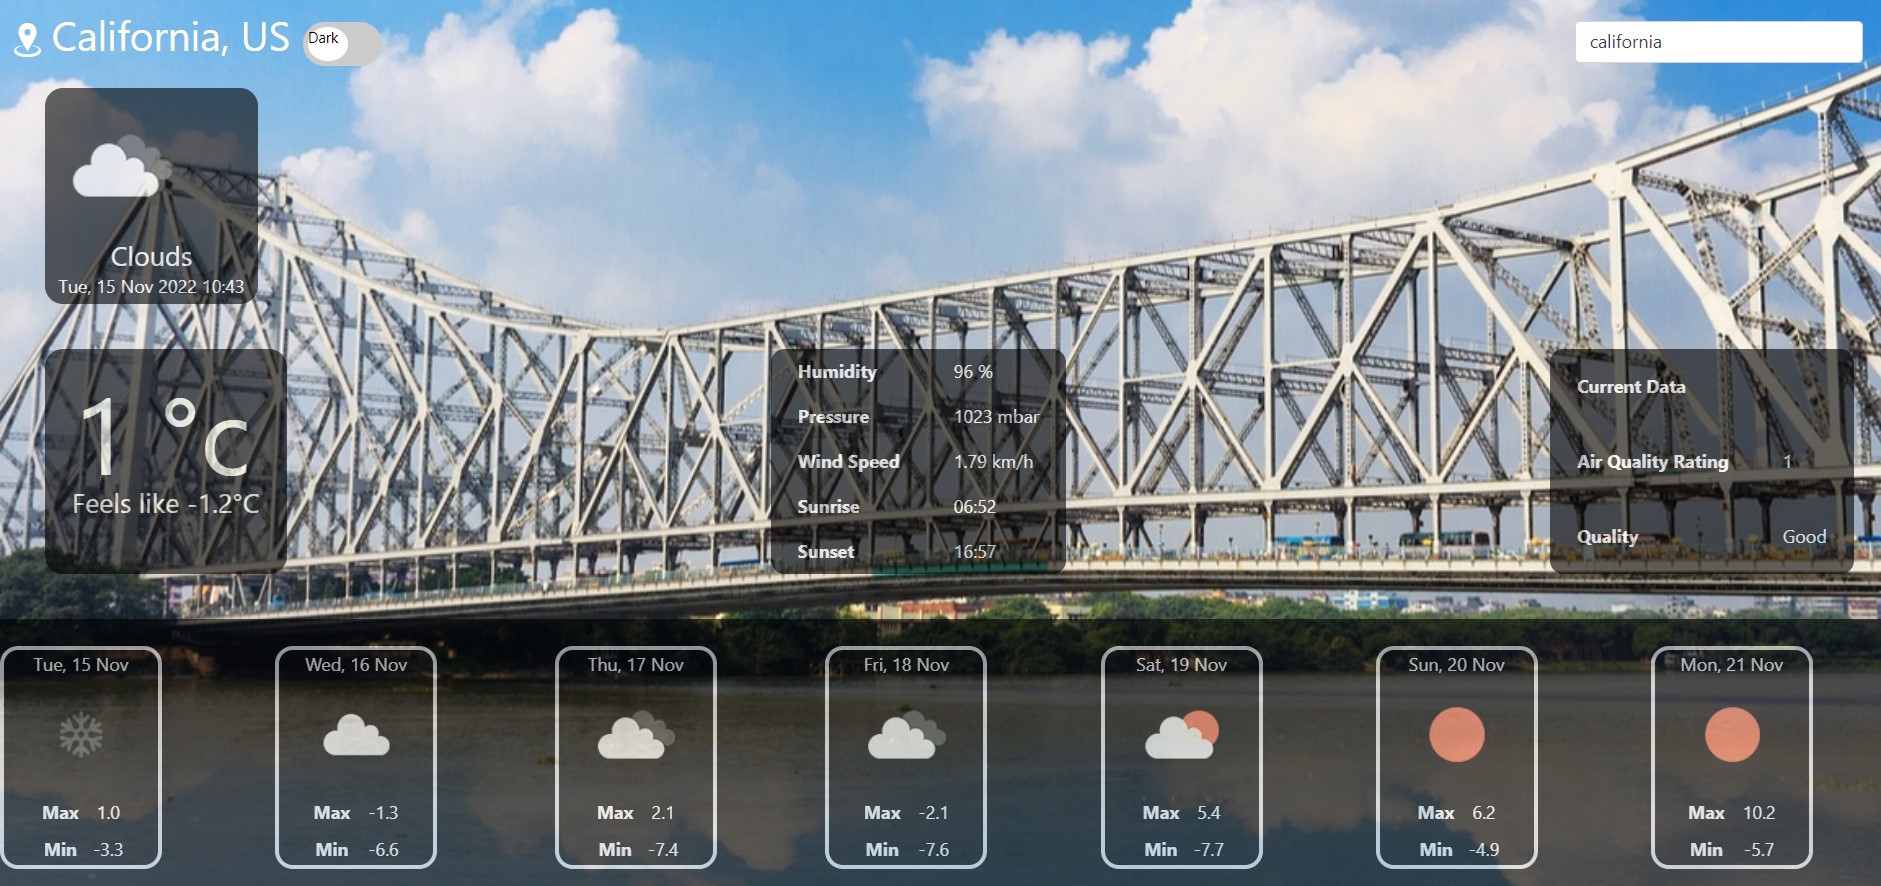 California, US
Dark
california
Clouds
Tue, 15 Nov 2022 10:43
1 °c
Feels like -1.2°C
Humidity 96 %
Pressure 1023 mbar
Wind Speed 1.79 km/h
Sunrise 06:52
Sunset 16:57
Current Data
Air Quality Rating 1
Quality Good
Tue, 15 Nov
Max 1.0
Min -3.3
Wed, 16 Nov
Max -1.3
Min -6.6
Thu, 17 Nov
Max 2.1
Min -7.4
Fri, 18 Nov
Max -2.1
Min -7.6
Sat, 19 Nov
Max 5.4
Min -7.7
Sun, 20 Nov
Max 6.2
Min -4.9
Mon, 21 Nov
Max 10.2
Min -5.7